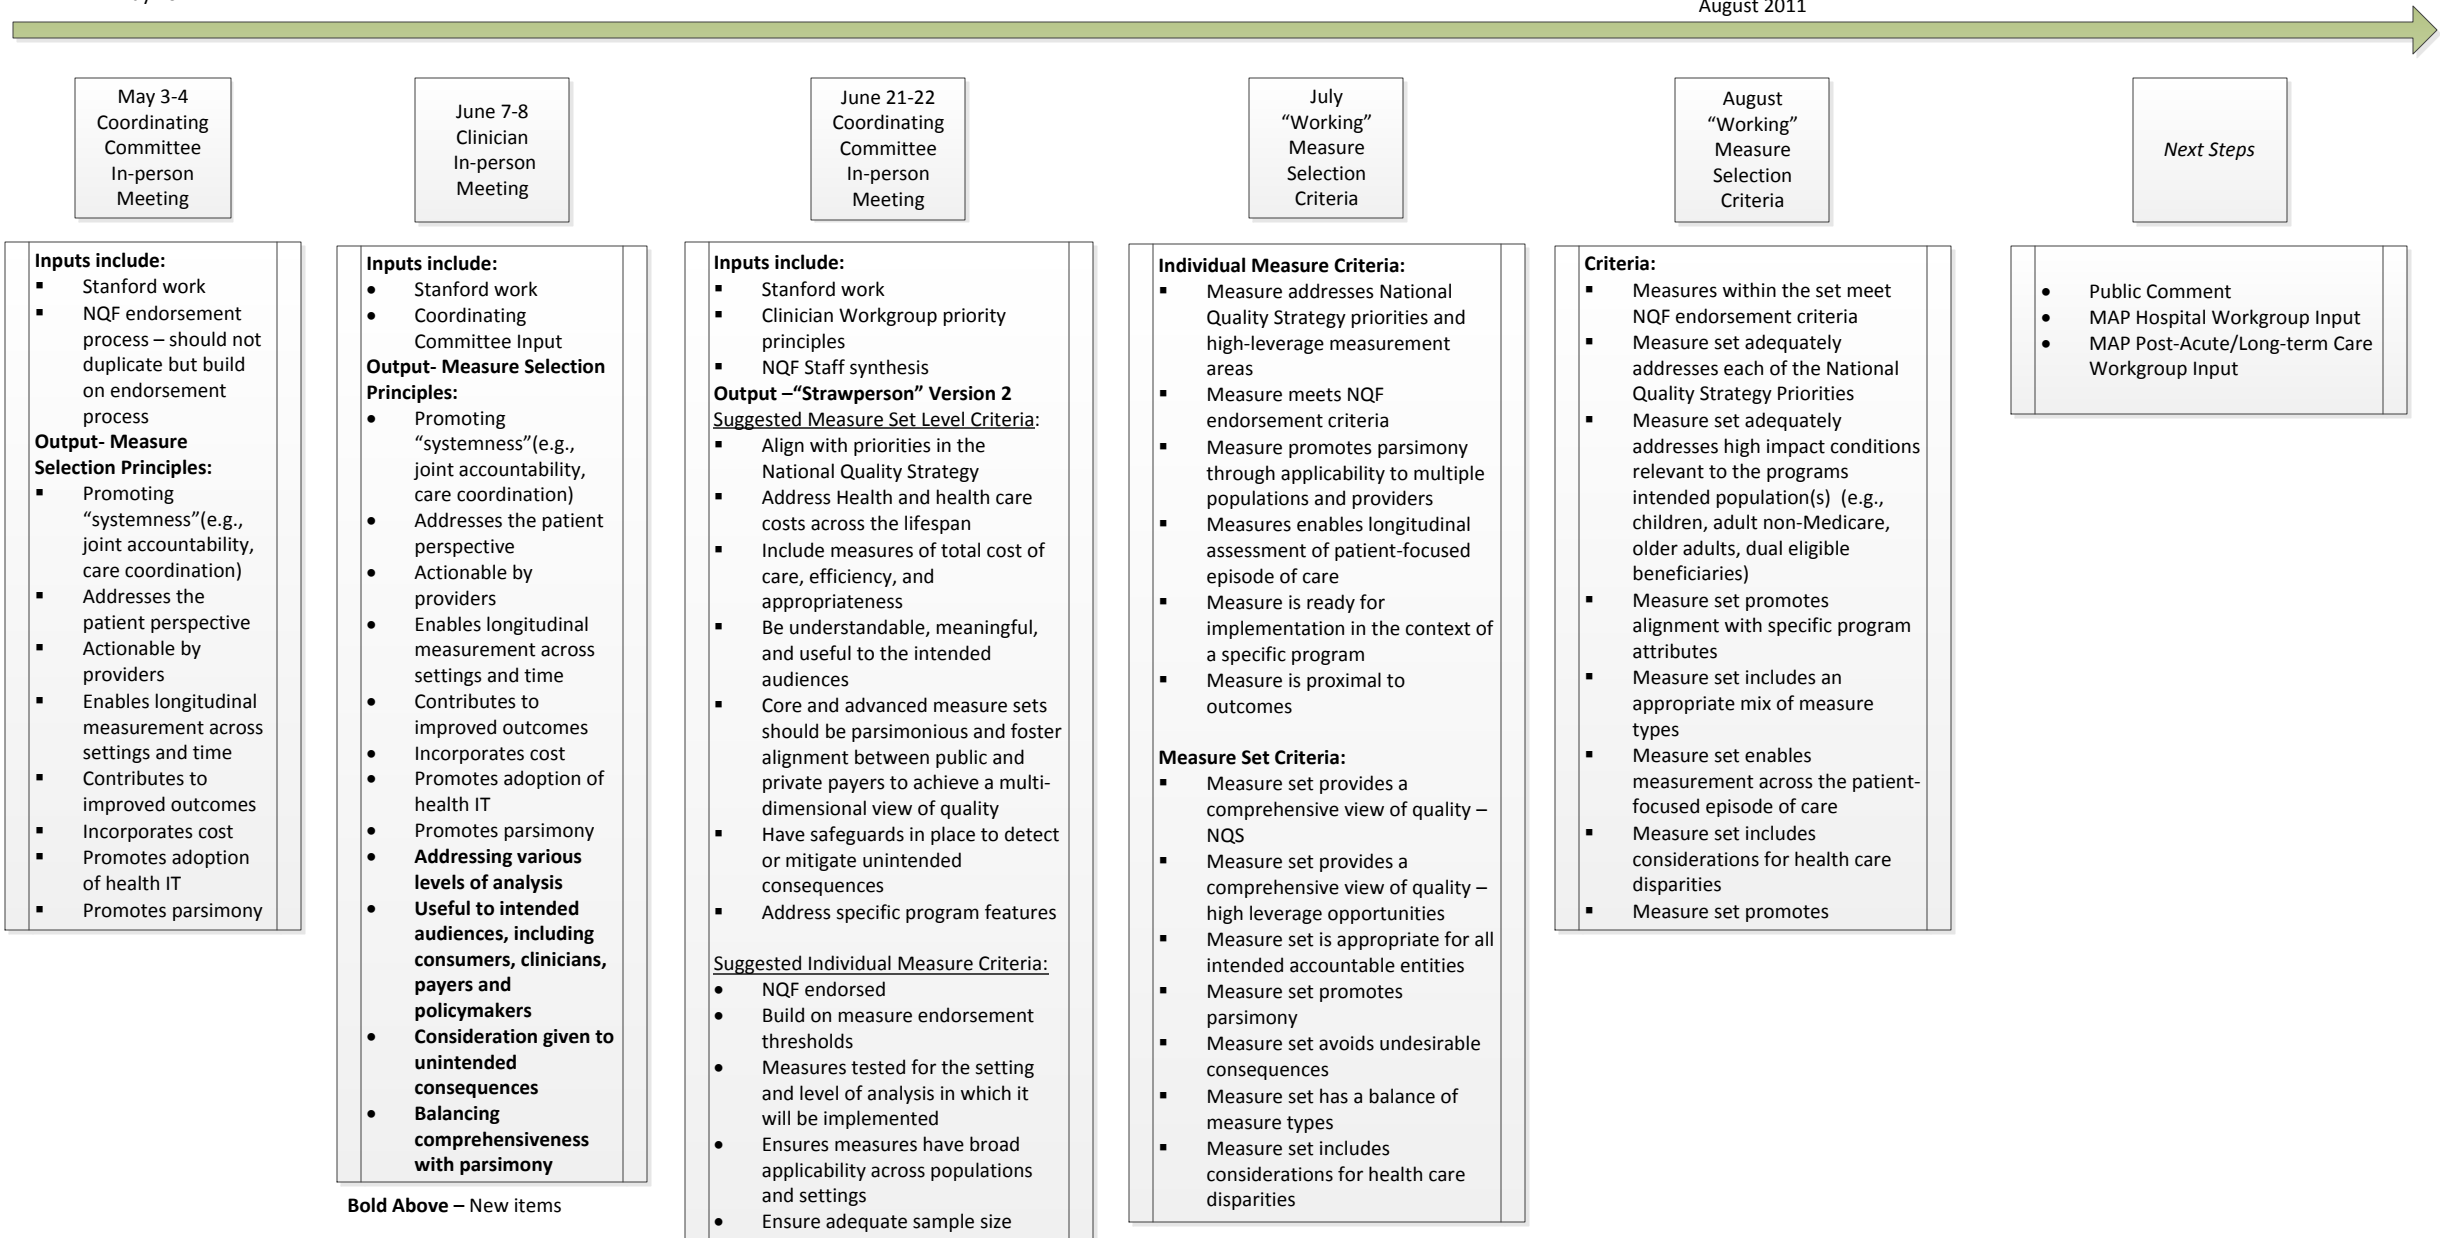 August 2011
May 3-4
Coordinating
Committee
In-person
Meeting
Inputs include:
▪ Stanford work
▪ NQF endorsement
process – should not
duplicate but build
on endorsement
process
Output- Measure
Selection Principles:
▪ Promoting
“systemness”(e.g.,
joint accountability,
care coordination)
▪ Addresses the
patient perspective
▪ Actionable by
providers
▪ Enables longitudinal
measurement across
settings and time
▪ Contributes to
improved outcomes
▪ Incorporates cost
▪ Promotes adoption
of health IT
▪ Promotes parsimony
June 7-8
Clinician
In-person
Meeting
Inputs include:
• Stanford work
• Coordinating
Committee Input
Output- Measure Selection
Principles:
• Promoting
“systemness”(e.g.,
joint accountability,
care coordination)
• Addresses the patient
perspective
• Actionable by
providers
• Enables longitudinal
measurement across
settings and time
• Contributes to
improved outcomes
• Incorporates cost
• Promotes adoption of
health IT
• Promotes parsimony
• Addressing various
levels of analysis
• Useful to intended
audiences, including
consumers, clinicians,
payers and
policymakers
• Consideration given to
unintended
consequences
• Balancing
comprehensiveness
with parsimony
Bold Above – New items
June 21-22
Coordinating
Committee
In-person
Meeting
Inputs include:
▪ Stanford work
▪ Clinician Workgroup priority
principles
▪ NQF Staff synthesis
Output –“Strawperson” Version 2
Suggested Measure Set Level Criteria:
▪ Align with priorities in the
National Quality Strategy
▪ Address Health and health care
costs across the lifespan
▪ Include measures of total cost of
care, efficiency, and
appropriateness
▪ Be understandable, meaningful,
and useful to the intended
audiences
▪ Core and advanced measure sets
should be parsimonious and foster
alignment between public and
private payers to achieve a multi-
dimensional view of quality
▪ Have safeguards in place to detect
or mitigate unintended
consequences
▪ Address specific program features
Suggested Individual Measure Criteria:
• NQF endorsed
• Build on measure endorsement
thresholds
• Measures tested for the setting
and level of analysis in which it
will be implemented
• Ensures measures have broad
applicability across populations
and settings
• Ensure adequate sample size
July
“Working”
Measure
Selection
Criteria
Individual Measure Criteria:
▪ Measure addresses National
Quality Strategy priorities and
high-leverage measurement
areas
▪ Measure meets NQF
endorsement criteria
▪ Measure promotes parsimony
through applicability to multiple
populations and providers
▪ Measures enables longitudinal
assessment of patient-focused
episode of care
▪ Measure is ready for
implementation in the context of
a specific program
▪ Measure is proximal to
outcomes
Measure Set Criteria:
▪ Measure set provides a
comprehensive view of quality –
NQS
▪ Measure set provides a
comprehensive view of quality –
high leverage opportunities
▪ Measure set is appropriate for all
intended accountable entities
▪ Measure set promotes
parsimony
▪ Measure set avoids undesirable
consequences
▪ Measure set has a balance of
measure types
▪ Measure set includes
considerations for health care
disparities
August
“Working”
Measure
Selection
Criteria
Criteria:
▪ Measures within the set meet
NQF endorsement criteria
▪ Measure set adequately
addresses each of the National
Quality Strategy Priorities
▪ Measure set adequately
addresses high impact conditions
relevant to the programs
intended population(s) (e.g.,
children, adult non-Medicare,
older adults, dual eligible
beneficiaries)
▪ Measure set promotes
alignment with specific program
attributes
▪ Measure set includes an
appropriate mix of measure
types
▪ Measure set enables
measurement across the patient-
focused episode of care
▪ Measure set includes
considerations for health care
disparities
▪ Measure set promotes
Next Steps
• Public Comment
• MAP Hospital Workgroup Input
• MAP Post-Acute/Long-term Care
Workgroup Input